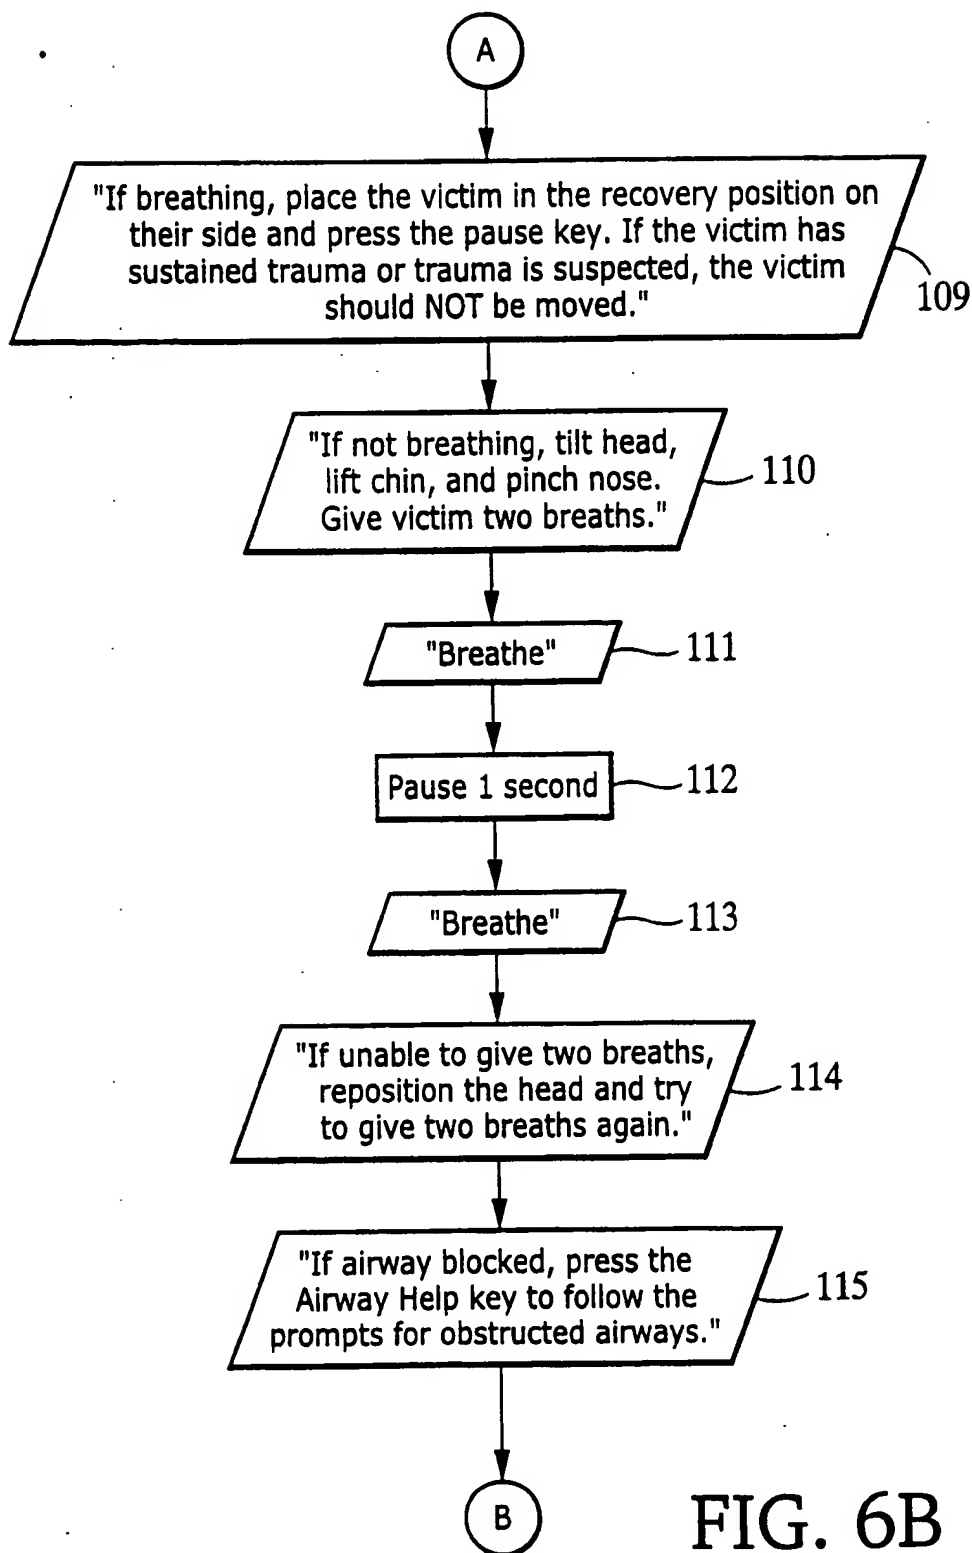 A
"If breathing, place the victim in the recovery position on
their side and press the pause key. If the victim has
sustained trauma or trauma is suspected, the victim
should NOT be moved."
109
"If not breathing, tilt head,
lift chin, and pinch nose.
Give victim two breaths."
110
"Breathe"
111
Pause 1 second
112
"Breathe"
113
"If unable to give two breaths,
reposition the head and try
to give two breaths again."
114
"If airway blocked, press the
Airway Help key to follow the
prompts for obstructed airways."
115
B
FIG. 6B